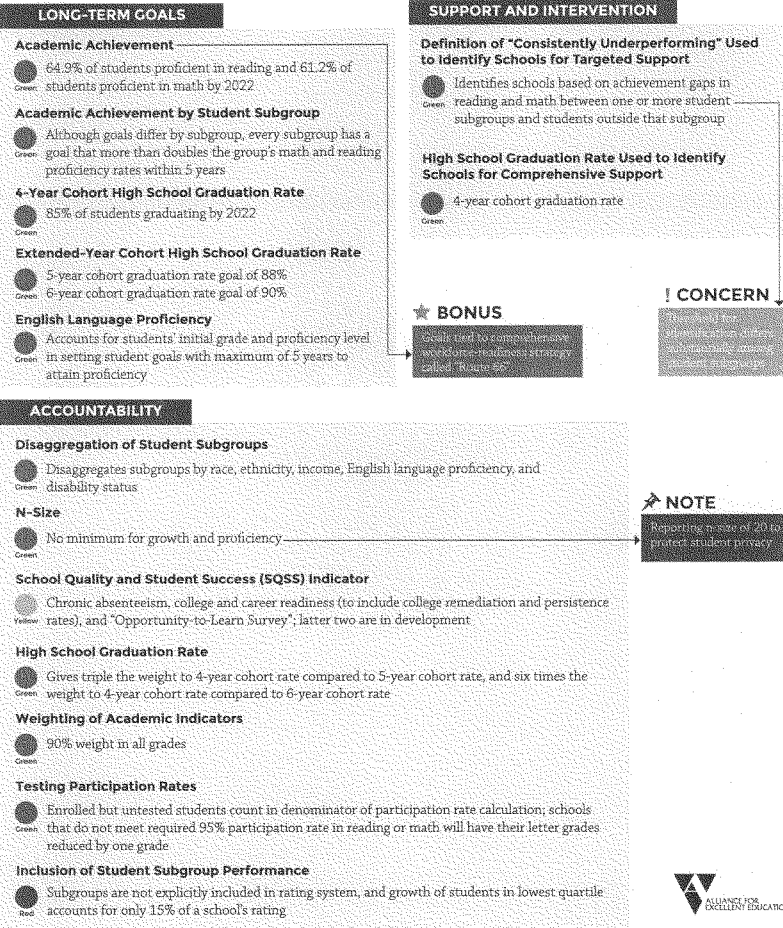 LONG-TERM GOALS
Academic Achievement
Green
64.9% of students proficient in reading and 61.2% of
students proficient in math by 2022
Academic Achievement by Student Subgroup
Green
Although goals differ by subgroup, every subgroup has a
goal that more than doubles the group's math and reading
proficiency rates within 5 years
4-Year Cohort High School Graduation Rate
Green
85% of students graduating by 2022
Extended-Year Cohort High School Graduation Rate
Green
5-year cohort graduation rate goal of 88%
6-year cohort graduation rate goal of 90%
English Language Proficiency
Green
Accounts for students' initial grade and proficiency level
in setting student goals with maximum of 5 years to
attain proficiency
SUPPORT AND INTERVENTION
Definition of "Consistently Underperforming" Used
to Identify Schools for Targeted Support
Green
Identifies schools based on achievement gaps in
reading and math between one or more student
subgroups and students outside that subgroup
High School Graduation Rate Used to Identify
Schools for Comprehensive Support
Green
4-year cohort graduation rate
BONUS
Goals tied to comprehensive
workforce-readiness strategy
called "Route 66"
! CONCERN
ACCOUNTABILITY
Disaggregation of Student Subgroups
Green
Disaggregates subgroups by race, ethnicity, income, English language proficiency, and
disability status
N-Size
Green
No minimum for growth and proficiency
NOTE
Reporting n-size of 20 to
protect student privacy
School Quality and Student Success (SQSS) Indicator
Yellow
Chronic absenteeism, college and career readiness (to include college remediation and persistence
rates), and "Opportunity-to-Learn Survey"; latter two are in development
High School Graduation Rate
Green
Gives triple the weight to 4-year cohort rate compared to 5-year cohort rate, and six times the
weight to 4-year cohort rate compared to 6-year cohort rate
Weighting of Academic Indicators
Green
90% weight in all grades
Testing Participation Rates
Green
Enrolled but untested students count in denominator of participation rate calculation; schools
that do not meet required 95% participation rate in reading or math will have their letter grades
reduced by one grade
Inclusion of Student Subgroup Performance
Red
Subgroups are not explicitly included in rating system, and growth of students in lowest quartile
accounts for only 15% of a school's rating
ALLIANCE FOR
EXCELLENT EDUCATIO